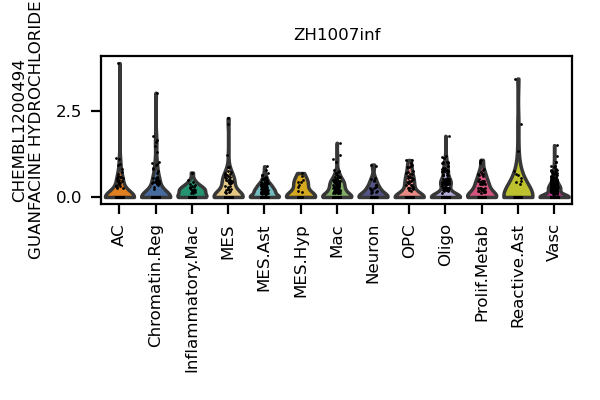 ZH1007inf
CHEMBL1200494
GUANFACINE HYDROCHLORIDE
2.5
0.0
AC
Chromatin.Reg
Inflammatory.Mac
MES
MES.Ast
MES.Hyp
Mac
Neuron
OPC
Oligo
Prolif.Metab
Reactive.Ast
Vasc